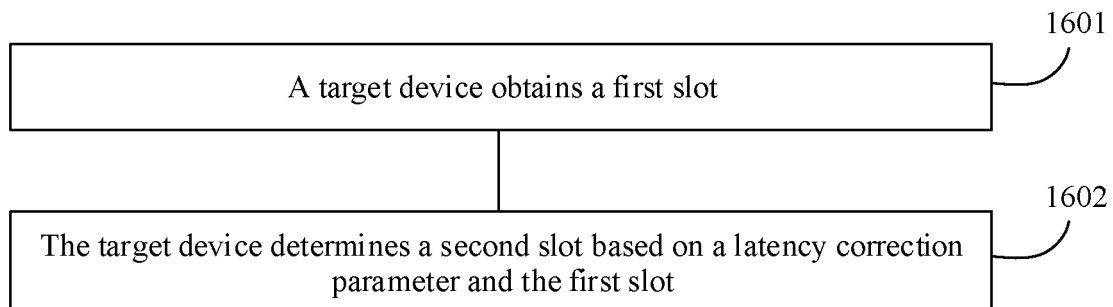 1601
A target device obtains a first slot
1602
The target device determines a second slot based on a latency correction
parameter and the first slot